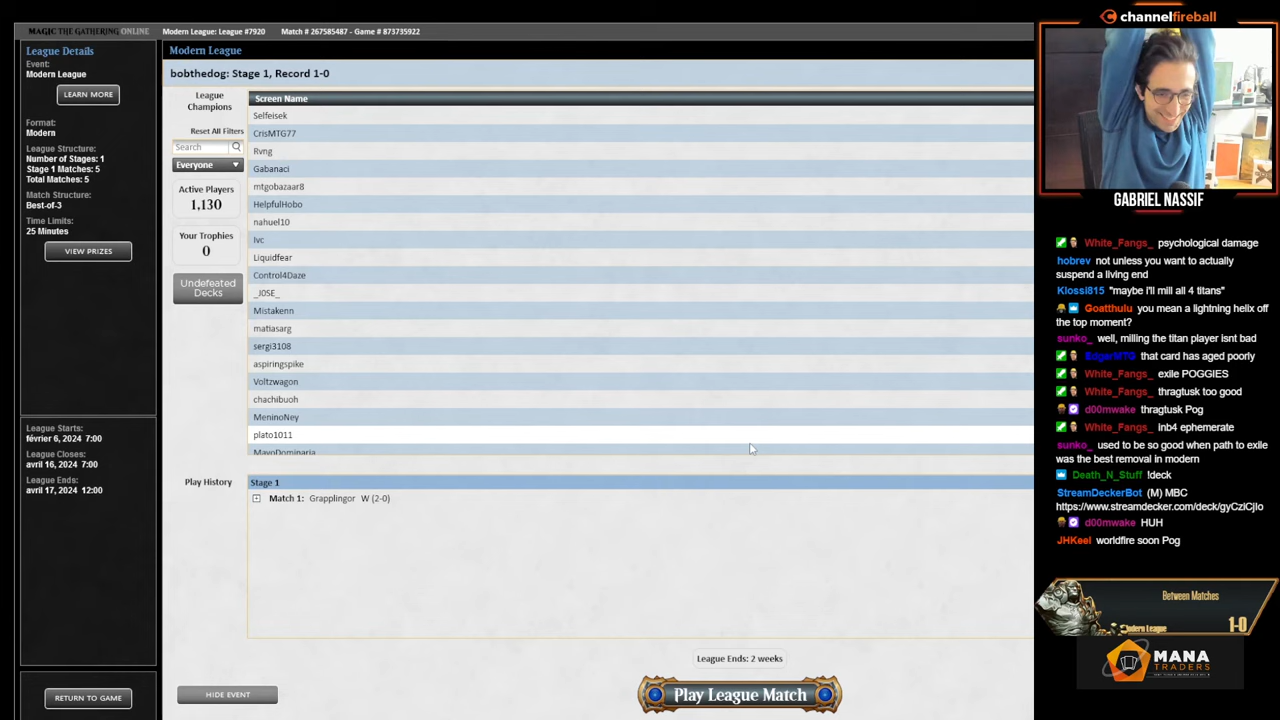 channelfireball
MAGIC THE GATHERING ONLINE
Modern League: League #7920
Match # 267585487 - Game # 873735922
League Details
Event:
Modern League
LEARN MORE
Format:
Modern
League Structure:
Number of Stages: 1
Stage 1 Matches: 5
Total Matches: 5
Match Structure:
Best-of-3
Time Limits:
25 Minutes
VIEW PRIZES
League Starts:
février 6, 2024 7:00
League Closes:
avril 16, 2024 7:00
League Ends:
avril 17, 2024 12:00
RETURN TO GAME
Modern League
bobthedog: Stage 1, Record 1-0
League
Champions
Reset All Filters
Search
Everyone
Active Players
1,130
Your Trophies
0
Undefeated
Decks
Screen Name
Selfeisek
CrisMTG77
Rvng
Gabanaci
mtgobazaar8
HelpfulHobo
nahuel10
lvc
Liquidfear
Control4Daze
_J0SE_
Mistakenn
matiasarg
sergi3108
aspiringspike
Voltzwagon
chachibuoh
MeninoNey
plato1011
MayoDominaria
Play History
Stage 1
Match 1: Grapplingor W (2-0)
League Ends: 2 weeks
HIDE EVENT
Play League Match
GABRIEL NASSIF
White_Fangs_ psychological damage
hobrev not unless you want to actually
suspend a living end
Klossi815 "maybe i'll mill all 4 titans"
Goatthulu you mean a lightning helix off
the top moment?
sunko_ well, milling the titan player isnt bad
EdgarMTG that card has aged poorly
White_Fangs_ exile POGGIES
White_Fangs_ thragtusk too good
d00mwake thragtusk Pog
White_Fangs_ inb4 ephemerate
sunko_ used to be so good when path to exile
was the best removal in modern
Death_N_Stuff !deck
StreamDeckerBot (M) MBC
https://www.streamdecker.com/deck/gyCzlCjIo
d00mwake HUH
JHKeel worldfire soon Pog
Between Matches
Modern League
1-0
MANA
TRADERS